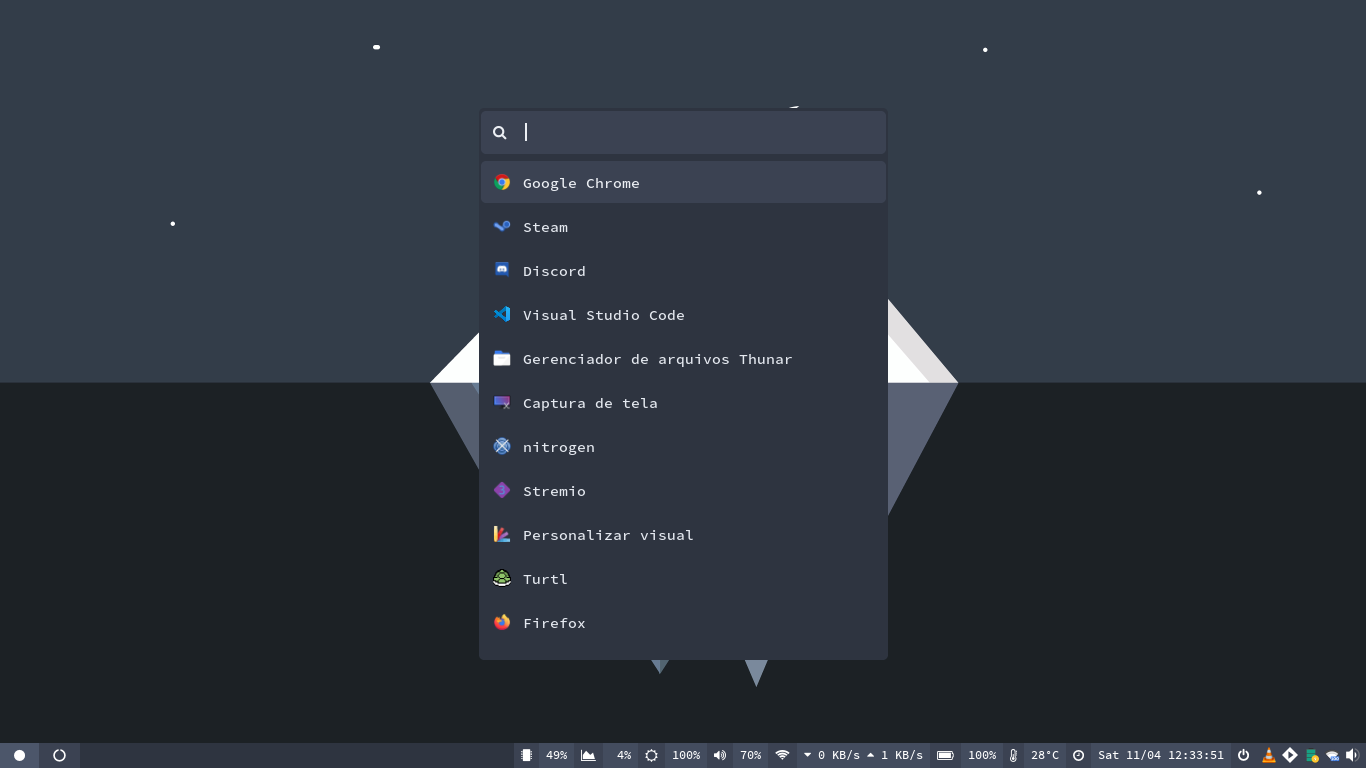 Google Chrome
Steam
Discord
Visual Studio Code
Gerenciador de arquivos Thunar
Captura de tela
nitrogen
Stremio
Personalizar visual
Turtl
Firefox
49% 4% 100% 70% 0 KB/s 1 KB/s 100% 28°C Sat 11/04 12:33:51